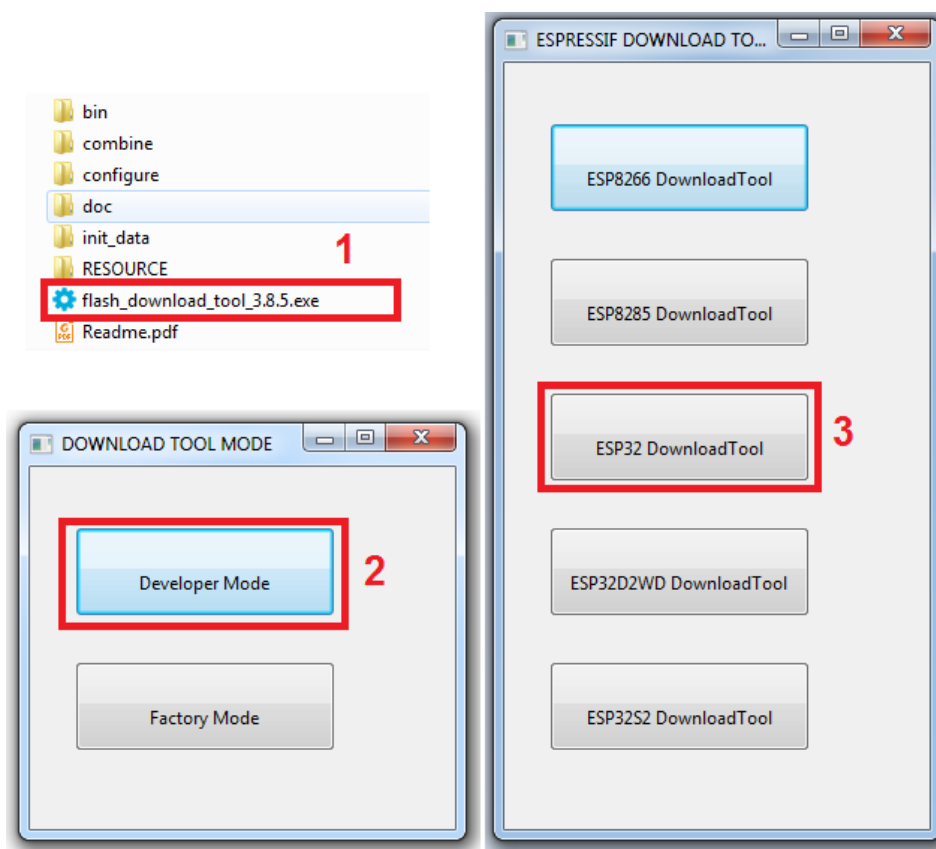 bin
combine
configure
doc
init_data
RESOURCE
1
flash_download_tool_3.8.5.exe
Readme.pdf
DOWNLOAD TOOL MODE
Developer Mode
2
Factory Mode
ESPRESSIF DOWNLOAD TO...
ESP8266 DownloadTool
ESP8285 DownloadTool
ESP32 DownloadTool
3
ESP32D2WD DownloadTool
ESP32S2 DownloadTool